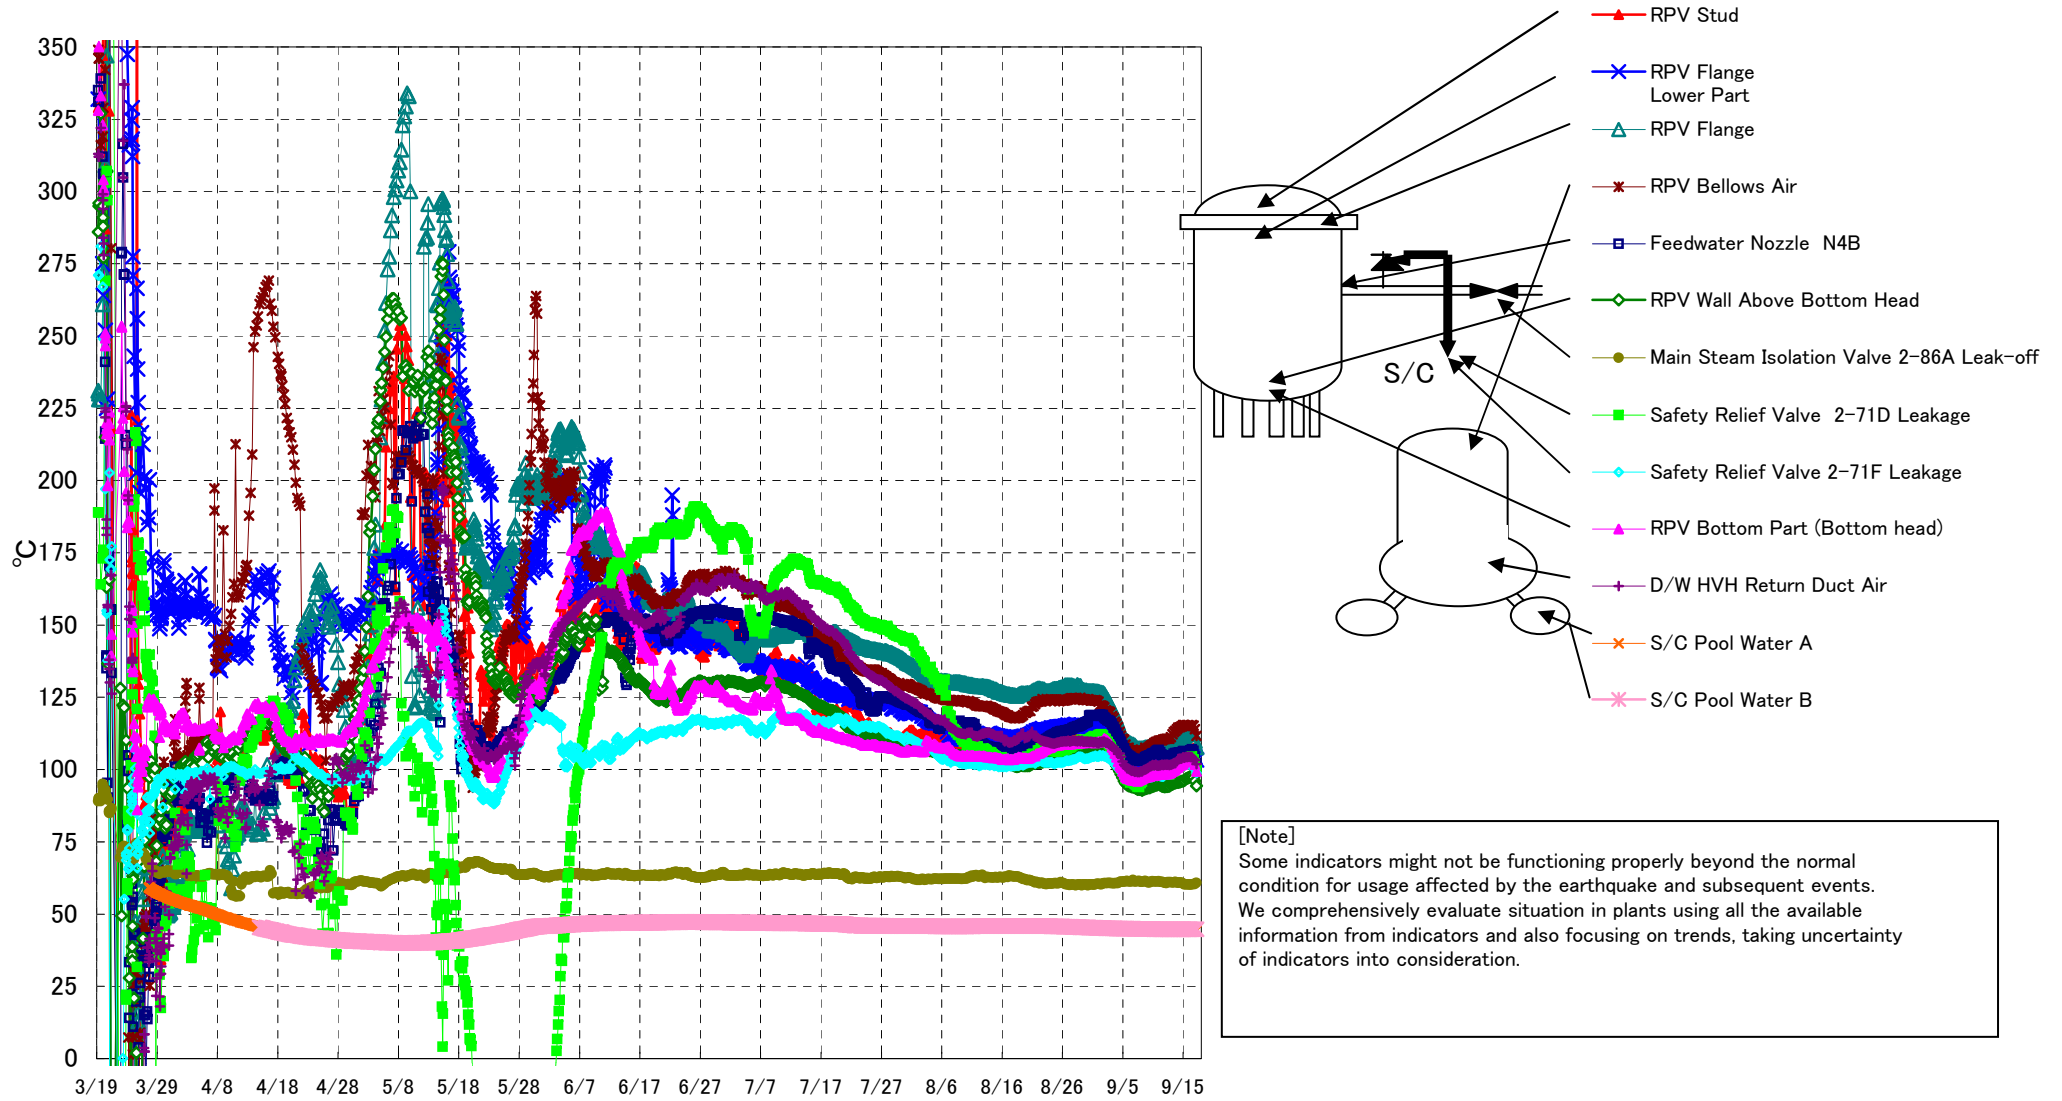 350
325
300
275
250
225
200
175
150
125
100
75
50
25
0
℃
3/19 3/29 4/8 4/18 4/28 5/8 5/18 5/28 6/7 6/17 6/27 7/7 7/17 7/27 8/6 8/16 8/26 9/5 9/15
RPV Stud
RPV Flange
Lower Part
RPV Flange
RPV Bellows Air
Feedwater Nozzle N4B
RPV Wall Above Bottom Head
Main Steam Isolation Valve 2-86A Leak-off
Safety Relief Valve 2-71D Leakage
Safety Relief Valve 2-71F Leakage
RPV Bottom Part (Bottom head)
D/W HVH Return Duct Air
S/C Pool Water A
S/C Pool Water B
S/C
[Note]
Some indicators might not be functioning properly beyond the normal
condition for usage affected by the earthquake and subsequent events.
We comprehensively evaluate situation in plants using all the available
information from indicators and also focusing on trends, taking uncertainty
of indicators into consideration.